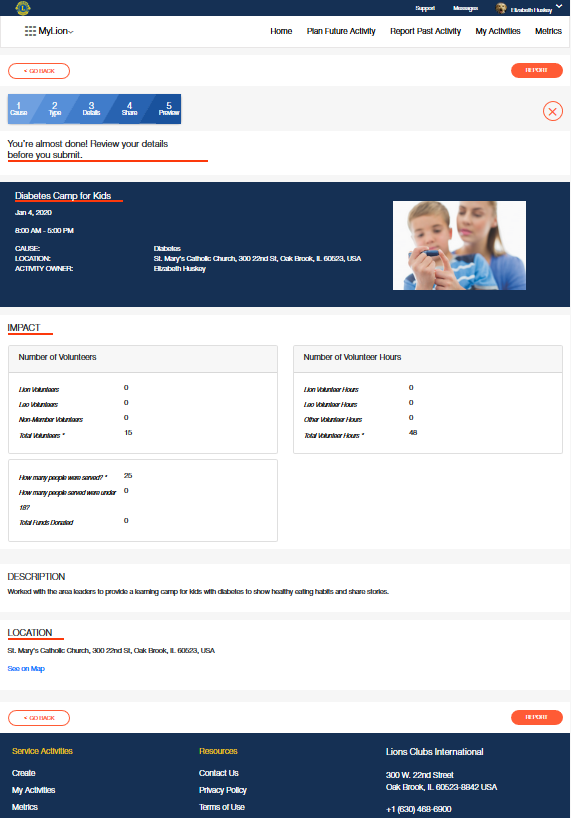 Support Messages Elizabeth Huskey
MyLion Home Plan Future Activity Report Past Activity My Activities Metrics
< GO BACK REPORT
1 2 3 4 5
Cause Type Details Share Preview
You're almost done! Review your details
before you submit.
Diabetes Camp for Kids
Jan 4, 2020
8:00 AM - 5:00 PM
CAUSE: Diabetes
LOCATION: St. Mary's Catholic Church, 300 22nd St, Oak Brook, IL 60523, USA
ACTIVITY OWNER: Elizabeth Huskey
IMPACT
Number of Volunteers
Lion Volunteers 0
Leo Volunteers 0
Non-Member Volunteers 0
Total Volunteers * 15
Number of Volunteer Hours
Lion Volunteer Hours 0
Leo Volunteer Hours 0
Other Volunteer Hours 0
Total Volunteer Hours * 48
How many people were served? * 25
How many people served were under 0
18?
Total Funds Donated 0
DESCRIPTION
Worked with the area leaders to provide a learning camp for kids with diabetes to show healthy eating habits and share stories.
LOCATION
St. Mary's Catholic Church, 300 22nd St, Oak Brook, IL 60523, USA
See on Map
< GO BACK REPORT
Service Activities
Create
My Activities
Metrics
Resources
Contact Us
Privacy Policy
Terms of Use
Lions Clubs International
300 W. 22nd Street
Oak Brook, IL 60523-8842 USA
+1 (630) 468-6900